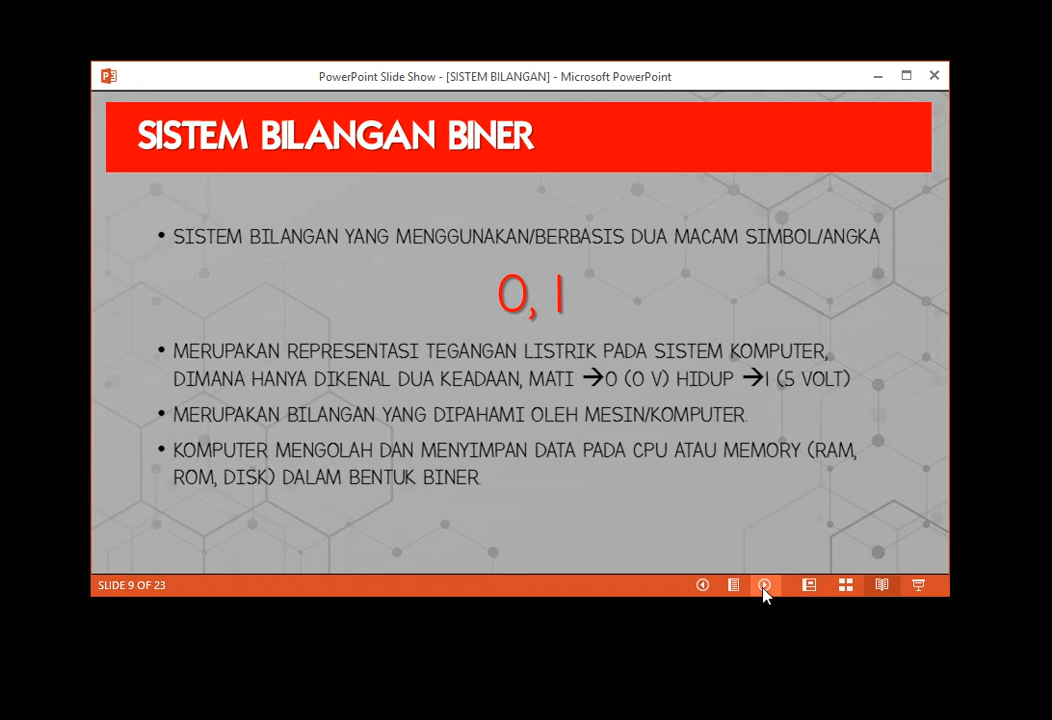 PowerPoint Slide Show - [SISTEM BILANGAN] - Microsoft PowerPoint
SISTEM BILANGAN BINER
• SISTEM BILANGAN YANG MENGGUNAKAN/BERBASIS DUA MACAM SIMBOL/ANGKA
0, 1
• MERUPAKAN REPRESENTASI TEGANGAN LISTRIK PADA SISTEM KOMPUTER,
DIMANA HANYA DIKENAL DUA KEADAAN, MATI →0 (0 V) HIDUP →1 (5 VOLT)
• MERUPAKAN BILANGAN YANG DIPAHAMI OLEH MESIN/KOMPUTER.
• KOMPUTER MENGOLAH DAN MENYIMPAN DATA PADA CPU ATAU MEMORY (RAM,
ROM, DISK) DALAM BENTUK BINER.
SLIDE 9 OF 23